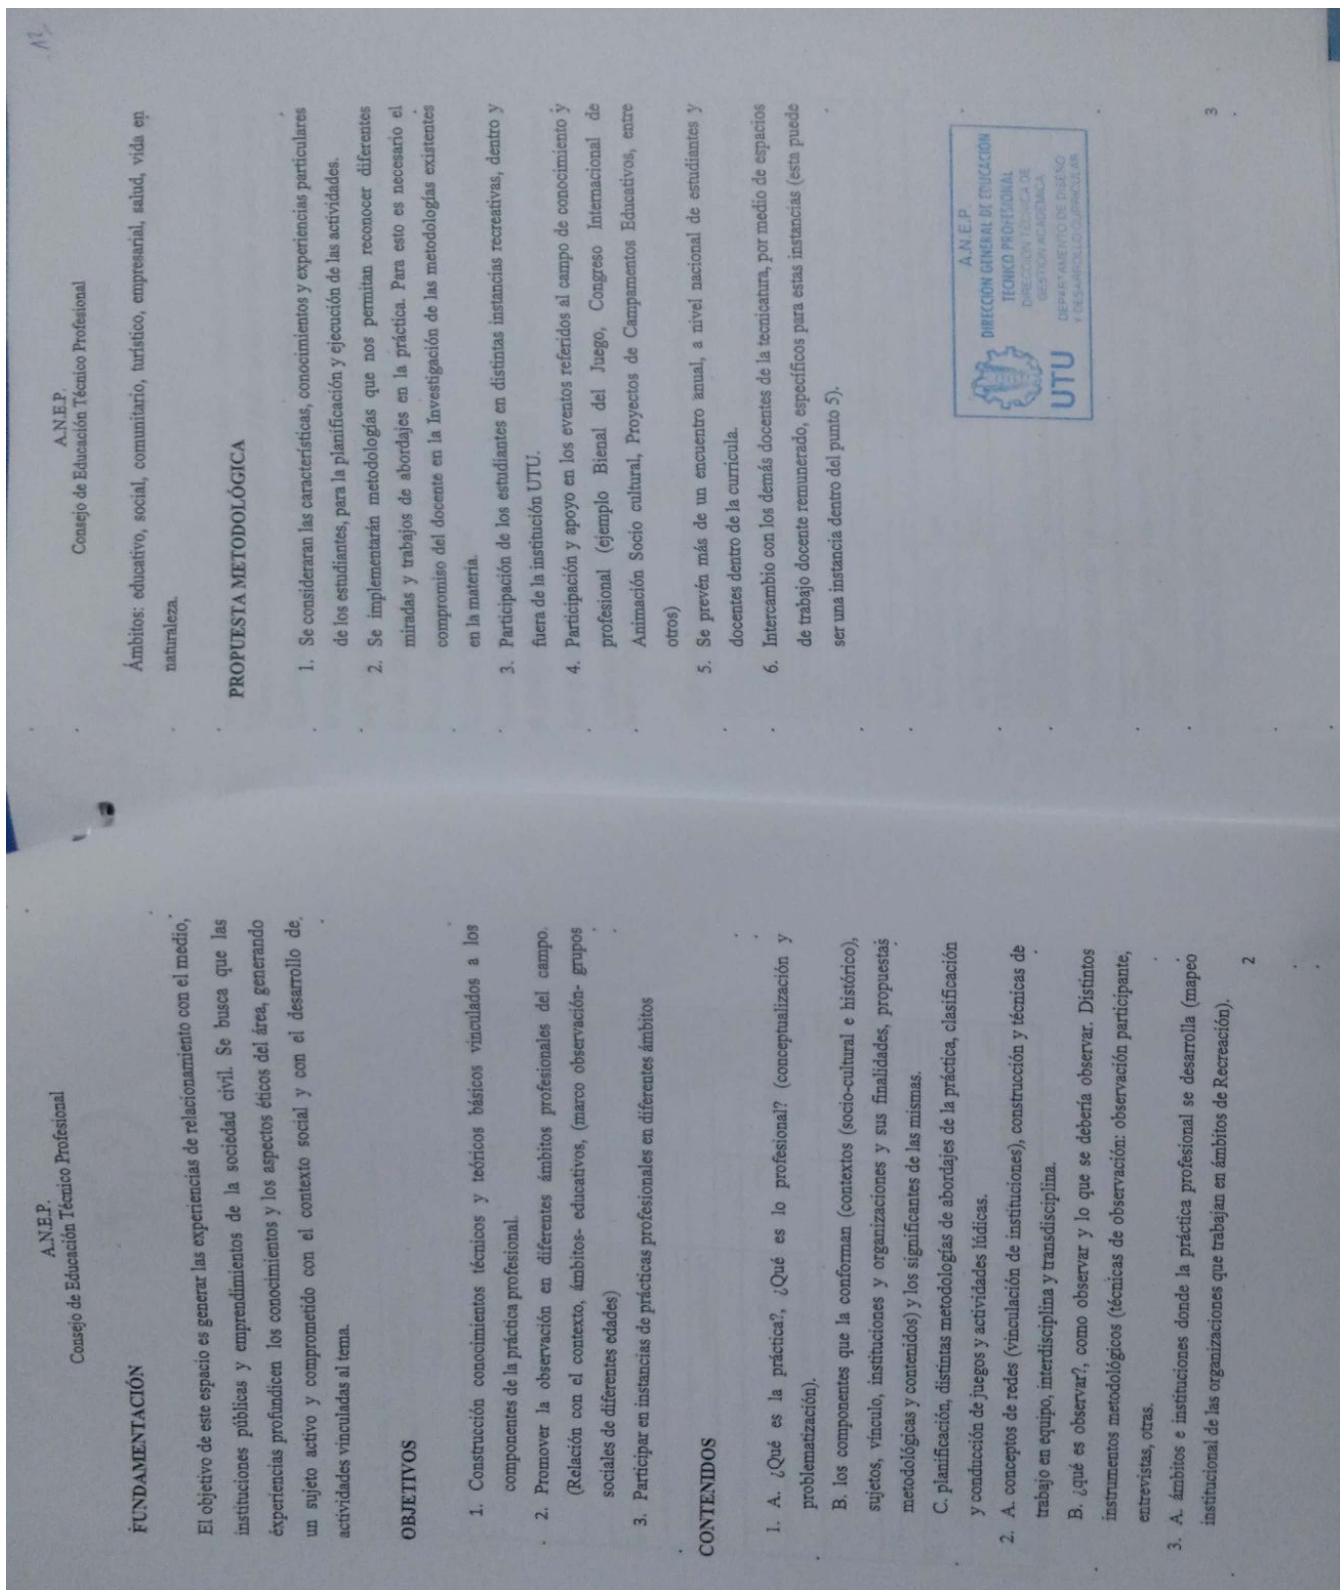 A.N.E.P.
Consejo de Educación Técnico Profesional
FUNDAMENTACIÓN
El objetivo de este espacio es generar las experiencias de relacionamiento con el medio,
instituciones públicas y emprendimientos de la sociedad civil. Se busca que las
experiencias profundicen los conocimientos y los aspectos éticos del área, generando
un sujeto activo y comprometido con el contexto social y con el desarrollo de
actividades vinculadas al tema.
OBJETIVOS
1. Construcción conocimientos técnicos y teóricos básicos vinculados a los
componentes de la práctica profesional.
2. Promover la observación en diferentes ámbitos profesionales del campo.
(Relación con el contexto, ámbitos- educativos, (marco observación- grupos
sociales de diferentes edades)
3. Participar en instancias de prácticas profesionales en diferentes ámbitos
CONTENIDOS
1. A. ¿Qué es la práctica?, ¿Qué es lo profesional? (conceptualización y
problematización).
B. los componentes que la conforman (contextos (socio-cultural e histórico),
sujetos, vínculo, instituciones y organizaciones y sus finalidades, propuestas
metodológicas y contenidos) y los significantes de las mismas.
C. planificación, distintas metodologías de abordajes de la práctica, clasificación
y conducción de juegos y actividades lúdicas.
2. A. conceptos de redes (vinculación de instituciones), construcción y técnicas de
trabajo en equipo, interdisciplina y transdisciplina.
B. ¿qué es observar?, como observar y lo que se debería observar. Distintos
instrumentos metodológicos (técnicas de observación: observación participante,
entrevistas, otras.
3. A. ámbitos e instituciones donde la práctica profesional se desarrolla (mapeo
institucional de las organizaciones que trabajan en ámbitos de Recreación).
2
A.N.E.P.
Consejo de Educación Técnico Profesional
Ámbitos: educativo, social, comunitario, turístico, empresarial, salud, vida en
naturaleza.
PROPUESTA METODOLÓGICA
1. Se consideran las características, conocimientos y experiencias particulares
de los estudiantes, para la planificación y ejecución de las actividades.
2. Se implementarán metodologías que nos permitan reconocer diferentes
miradas y trabajos de abordajes en la práctica. Para esto es necesario el
compromiso del docente en la Investigación de las metodologías existentes
en la materia.
3. Participación de los estudiantes en distintas instancias recreativas, dentro y
fuera de la institución UTU.
4. Participación y apoyo en los eventos referidos al campo de conocimiento y
profesional (ejemplo Bienal del Juego, Congreso Internacional de
Animación Socio cultural, Proyectos de Campamentos Educativos, entre
otros)
5. Se prevén más de un encuentro anual, a nivel nacional de estudiantes y
docentes dentro de la currícula.
6. Intercambio con los demás docentes de la tecnicatura, por medio de espacios
de trabajo docente remunerado, específicos para estas instancias (esta puede
ser una instancia dentro del punto 5).
A.N.E.P.
DIRECCIÓN GENERAL DE EDUCACIÓN
TÉCNICO PROFESIONAL
DIRECCIÓN TÉCNICA DE
GESTIÓN ACADÉMICA
DEPARTAMENTO DE DISEÑO
Y DESARROLLO CURRICULAR
UTU
3